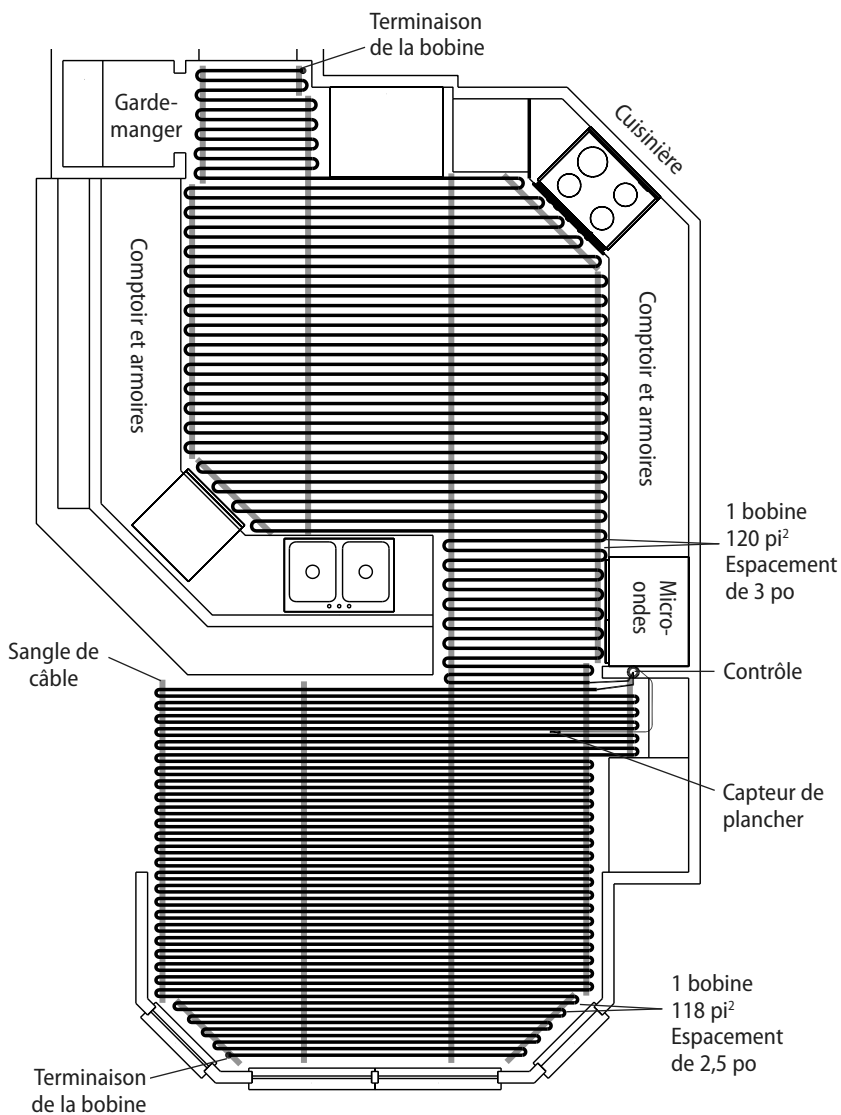 Terminaison
de la bobine
Garde-
manger
Cuisinière
Comptoir et armoires
Comptoir et armoires
1 bobine
120 pi²
Espacement
de 3 po
Micro-
ondes
Sangle de
câble
Contrôle
Capteur de
plancher
1 bobine
118 pi²
Espacement
de 2,5 po
Terminaison
de la bobine